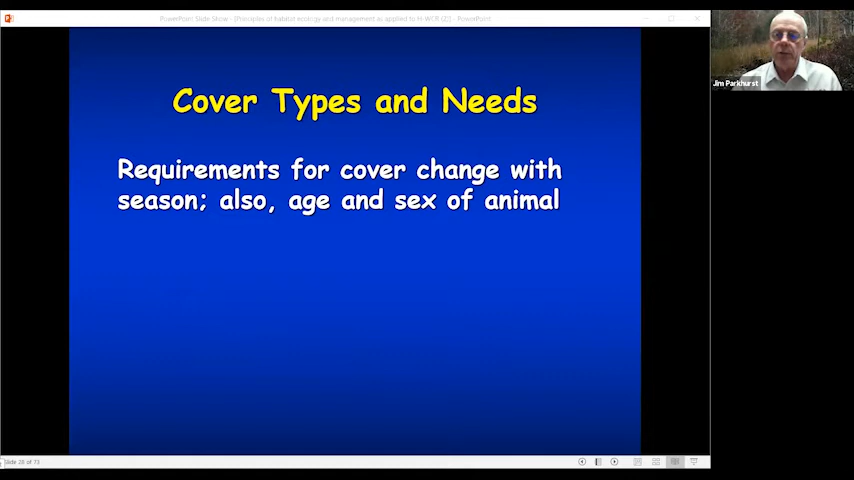 PowerPoint Slide Show - [Principles of habitat ecology and management as applied to H-W( R (2)] - PowerPoint
Jim Parkhurst
Cover Types and Needs
Requirements for cover change with
season; also, age and sex of animal
Slide 28 of 73